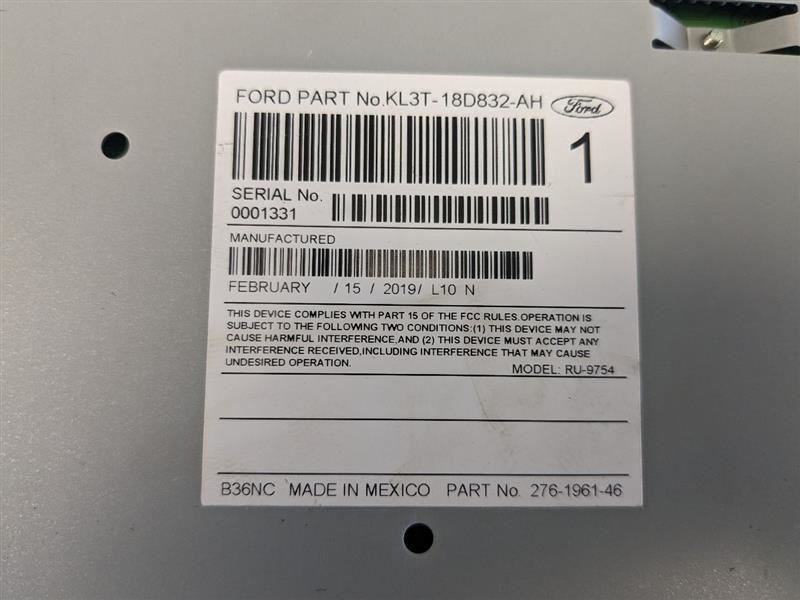 FORD PART No.KL3T-18D832-AH Ford
1
SERIAL No.
0001331
MANUFACTURED
FEBRUARY / 15 / 2019/ L10 N
THIS DEVICE COMPLIES WITH PART 15 OF THE FCC RULES.OPERATION IS
SUBJECT TO THE FOLLOWING TWO CONDITIONS:(1) THIS DEVICE MAY NOT
CAUSE HARMFUL INTERFERENCE,AND (2) THIS DEVICE MUST ACCEPT ANY
INTERFERENCE RECEIVED,INCLUDING INTERFERENCE THAT MAY CAUSE
UNDESIRED OPERATION.
MODEL: RU-9754
B36NC MADE IN MEXICO PART No. 276-1961-46